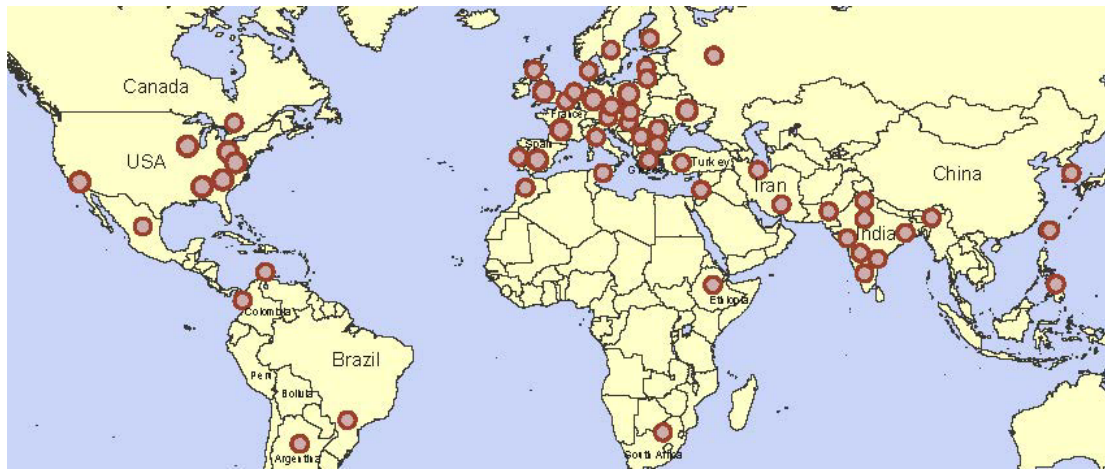 Canada
USA
Colombia
Brazil
Peru
Bolivia
Argentina
France
Spain
Greece
Turkey
Iran
India
China
Ethiopia
South Africa